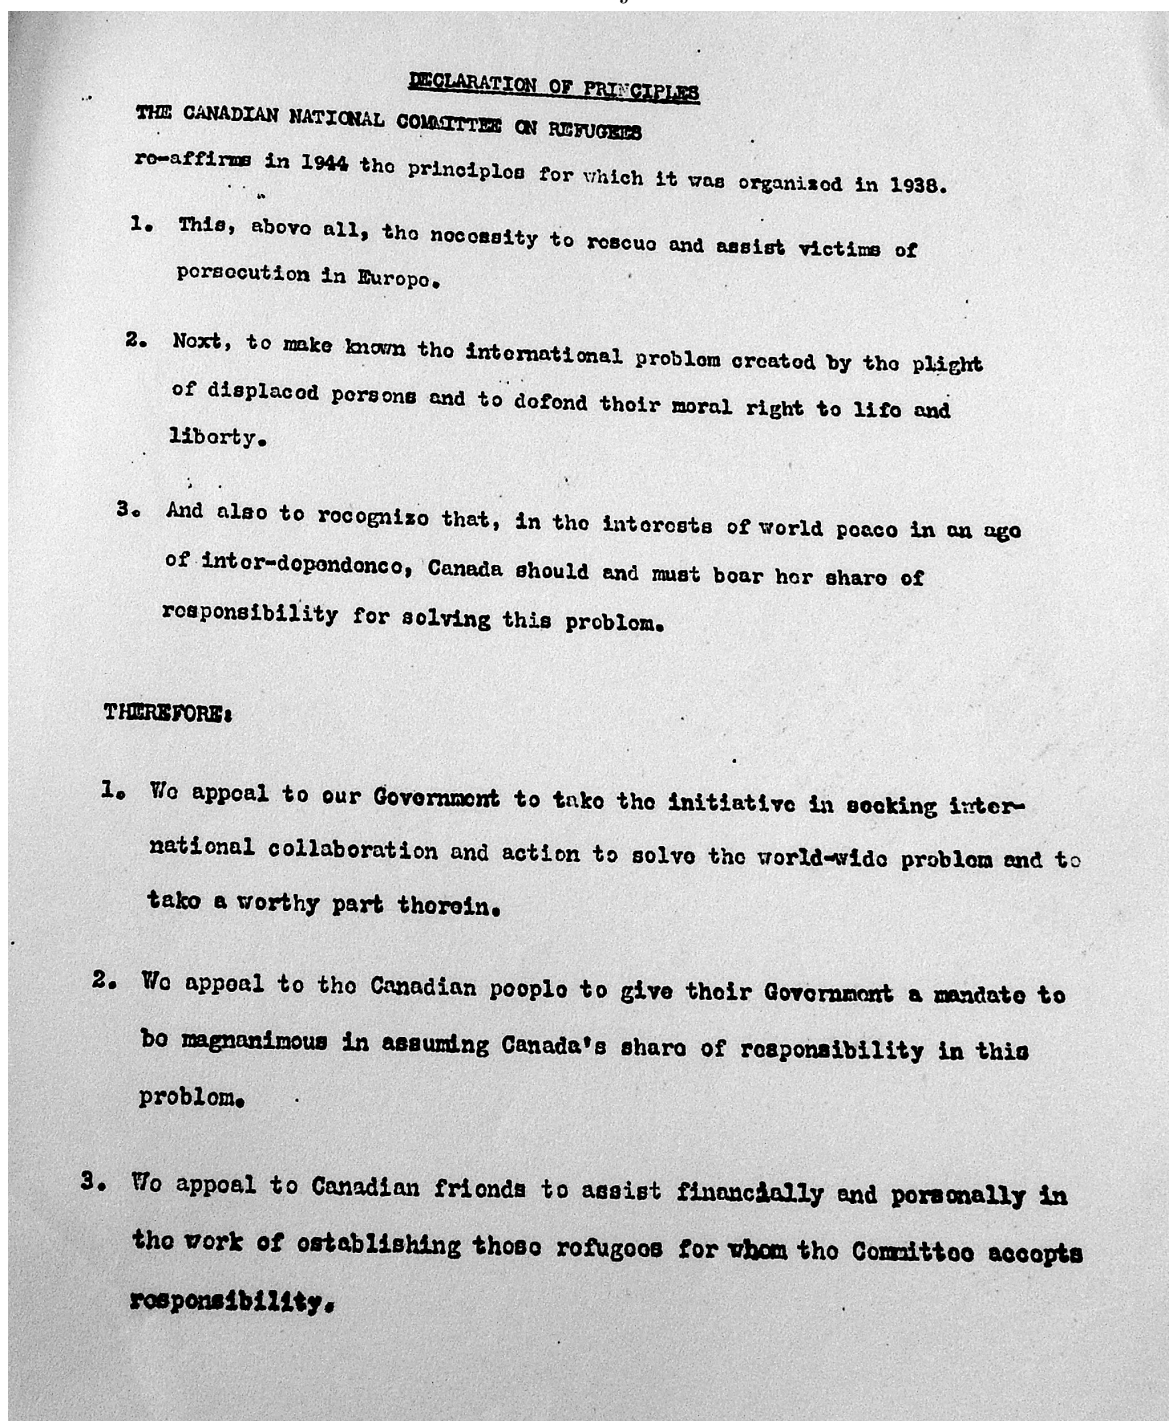 DECLARATION OF PRINCIPLES
THE CANADIAN NATIONAL COMMITTEE ON REFUGEES
re-affirms in 1944 the principles for which it was organized in 1938.
1. This, above all, the necessity to rescue and assist victims of
persecution in Europe.
2. Next, to make known the international problem created by the plight
of displaced persons and to defend their moral right to life and
liberty.
3. And also to recognize that, in the interests of world peace in an age
of inter-dependence, Canada should and must bear her share of
responsibility for solving this problem.
THEREFORE:
1. We appeal to our Government to take the initiative in seeking inter-
national collaboration and action to solve the world-wide problem and to
take a worthy part therein.
2. We appeal to the Canadian people to give their Government a mandate to
be magnanimous in assuming Canada's share of responsibility in this
problem.
3. We appeal to Canadian friends to assist financially and personally in
the work of establishing those refugees for whom the Committee accepts
responsibility.